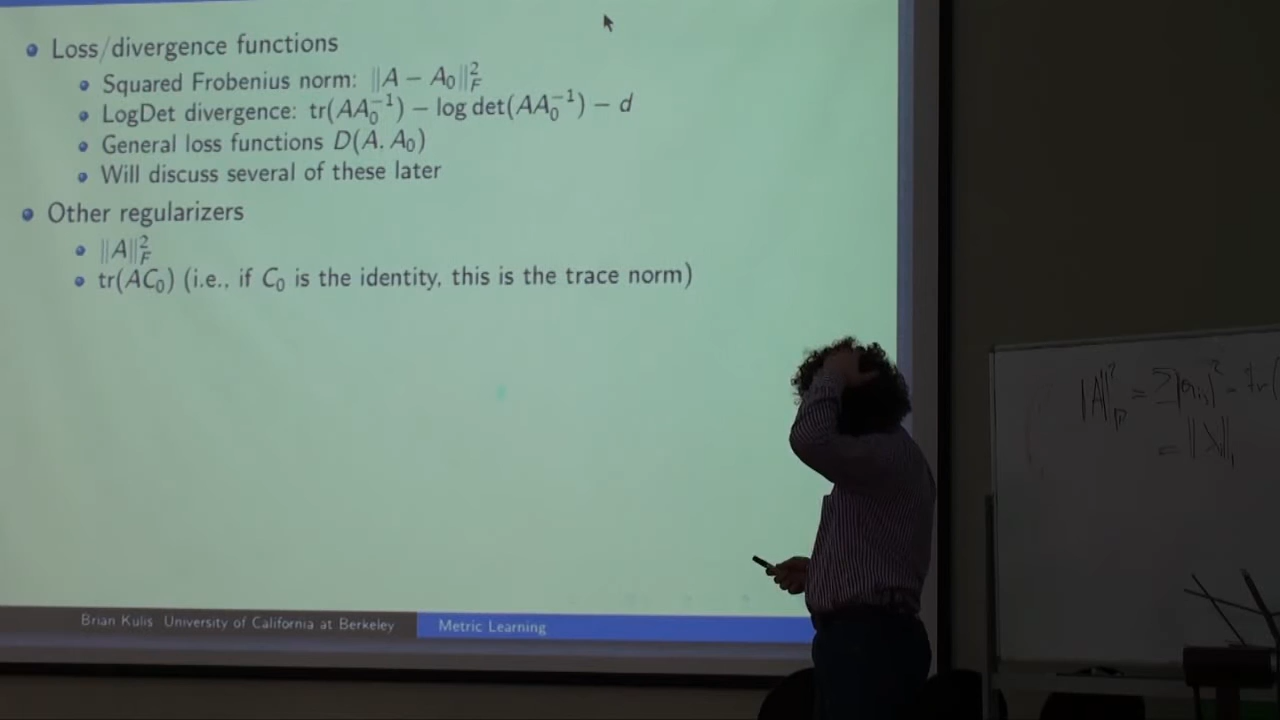 Loss/divergence functions
Squared Frobenius norm: ‖A − A₀‖²_F
LogDet divergence: tr(AA₀⁻¹) − log det(AA₀⁻¹) − d
General loss functions D(A. A₀)
Will discuss several of these later
Other regularizers
‖A‖²_F
tr(AC₀) (i.e., if C₀ is the identity, this is the trace norm)
Brian Kulis University of California at Berkeley
Metric Learning